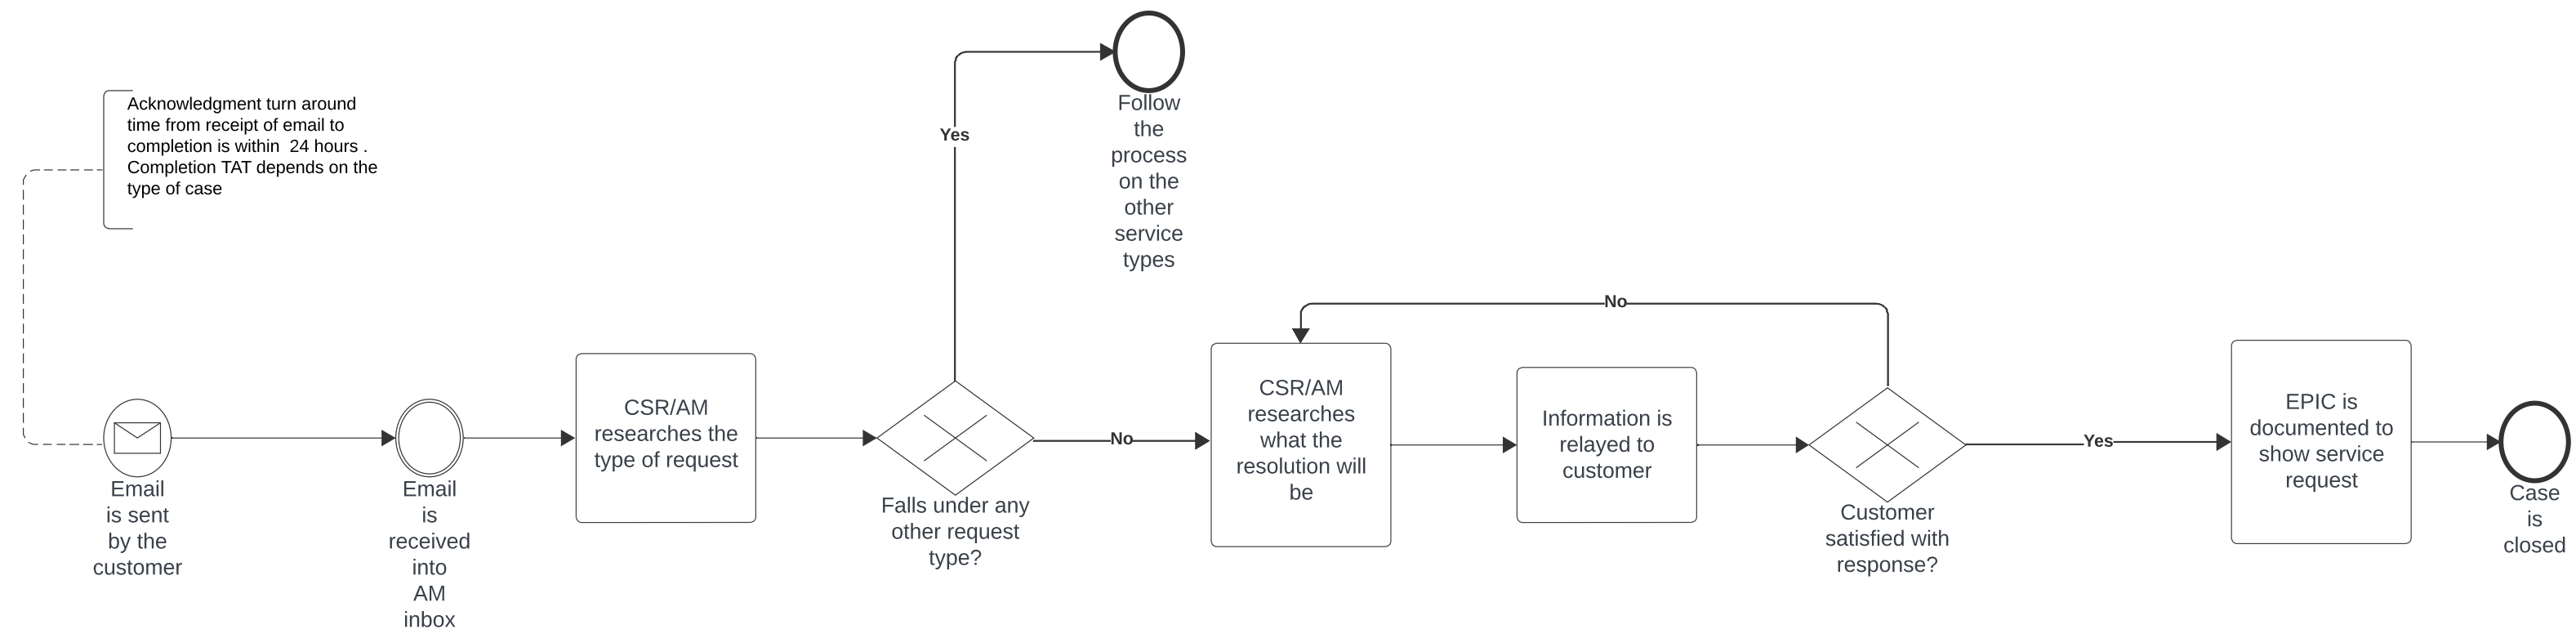 Acknowledgment turn around
time from receipt of email to
completion is within  24 hours .
Completion TAT depends on the
type of case
Email
is sent
by the
customer
Email
is
received
into
AM
inbox
CSR/AM
researches the
type of request
Falls under any
other request
type?
Yes
Follow
the
process
on the
other
service
types
No
CSR/AM
researches
what the
resolution will
be
Information is
relayed to
customer
Customer
satisfied with
response?
No
Yes
EPIC is
documented to
show service
request
Case
is
closed